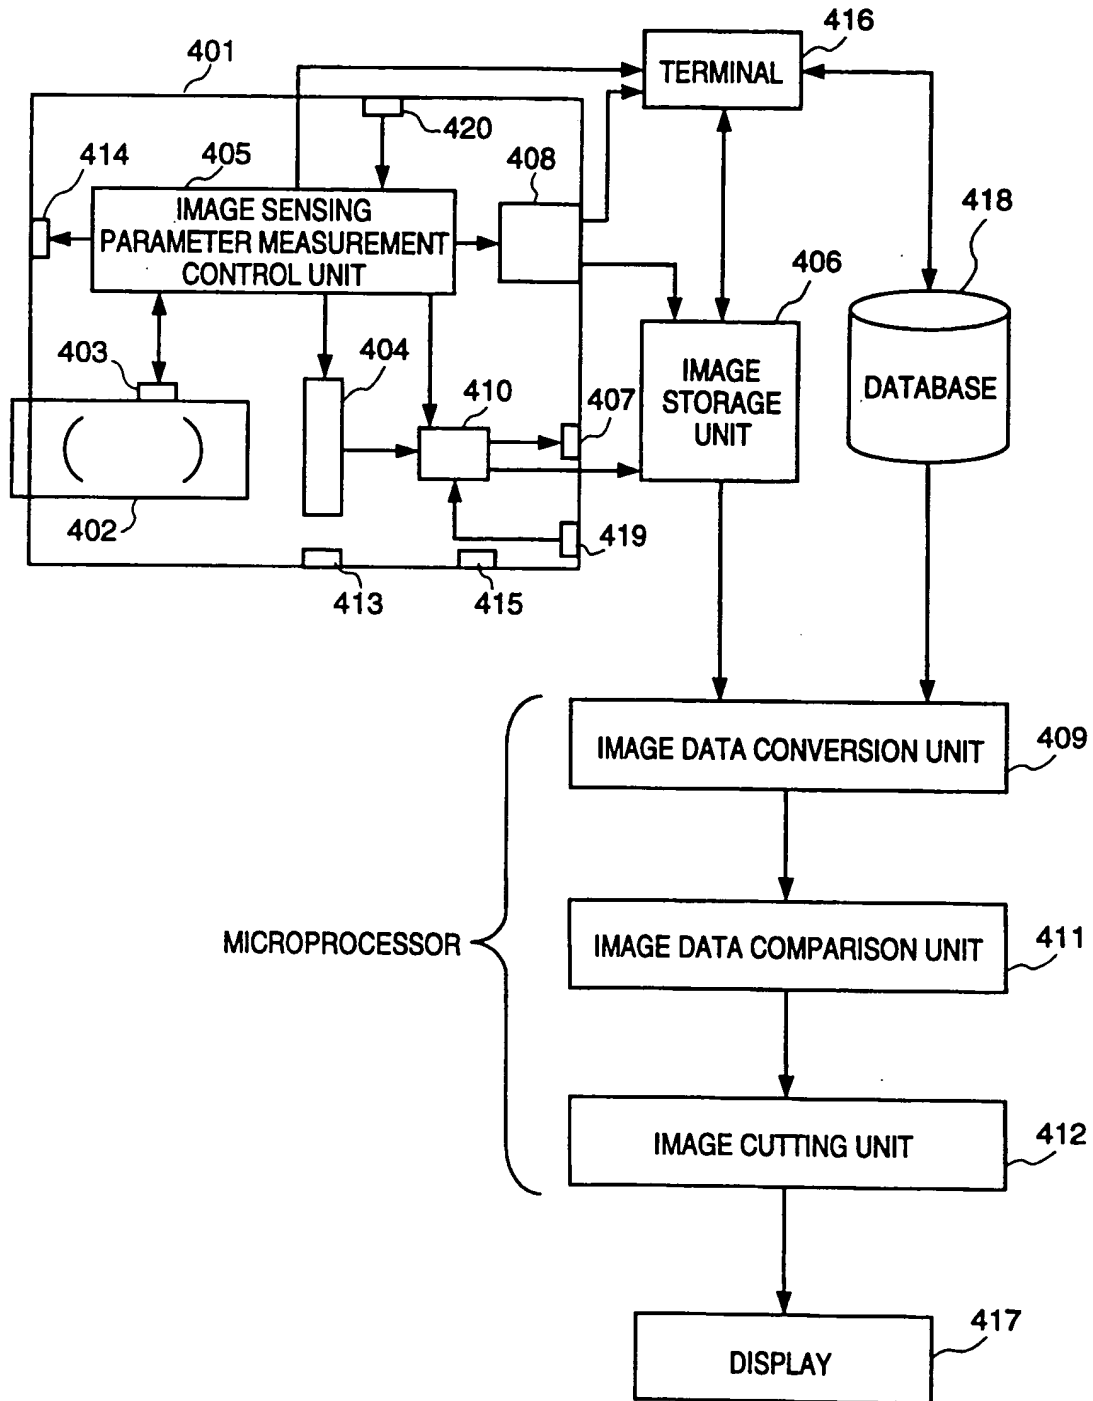 416
TERMINAL
401
420
414
405
408
IMAGE SENSING
PARAMETER MEASUREMENT
CONTROL UNIT
418
406
403
404
410
407
IMAGE
STORAGE
UNIT
DATABASE
402
419
413
415
IMAGE DATA CONVERSION UNIT
409
MICROPROCESSOR
IMAGE DATA COMPARISON UNIT
411
IMAGE CUTTING UNIT
412
417
DISPLAY